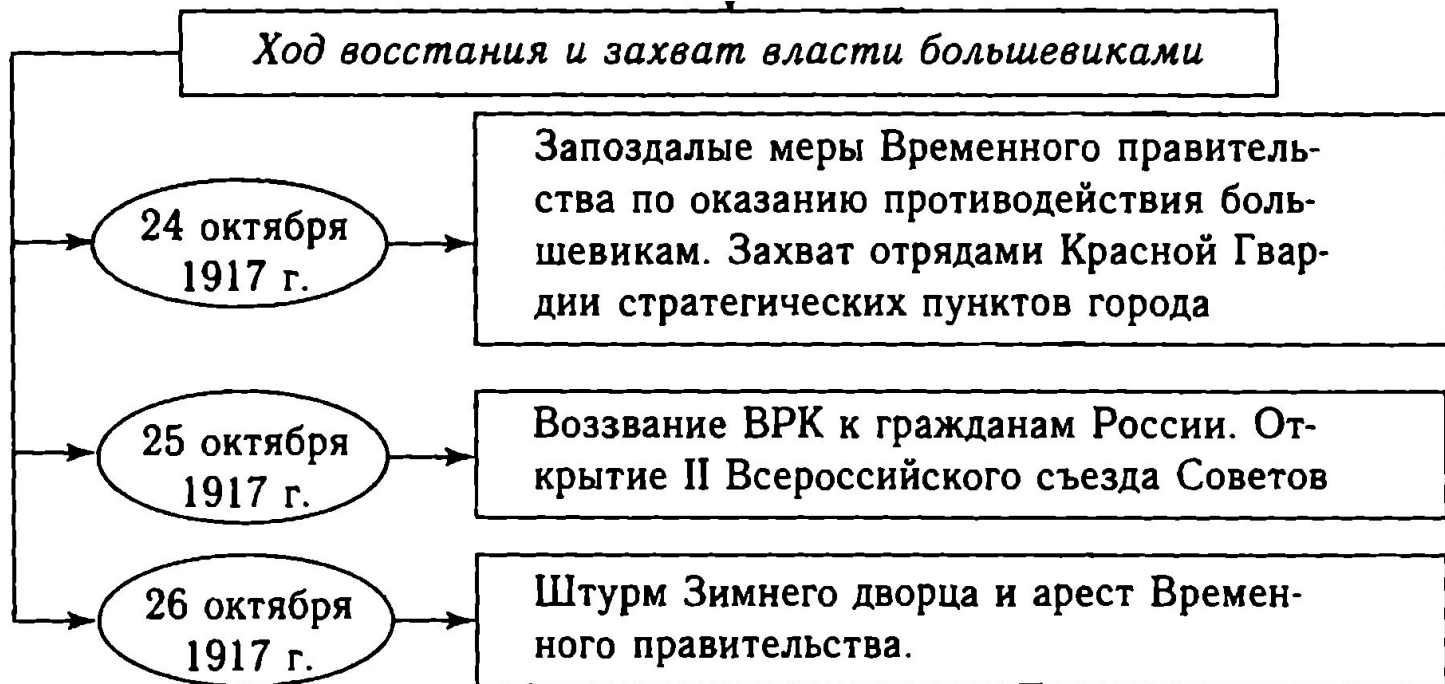 Ход восстания и захват власти большевиками
24 октября
1917 г.
Запоздалые меры Временного правитель-
ства по оказанию противодействия боль-
шевикам. Захват отрядами Красной Гвар-
дии стратегических пунктов города
25 октября
1917 г.
Воззвание ВРК к гражданам России. От-
крытие II Всероссийского съезда Советов
26 октября
1917 г.
Штурм Зимнего дворца и арест Времен-
ного правительства.